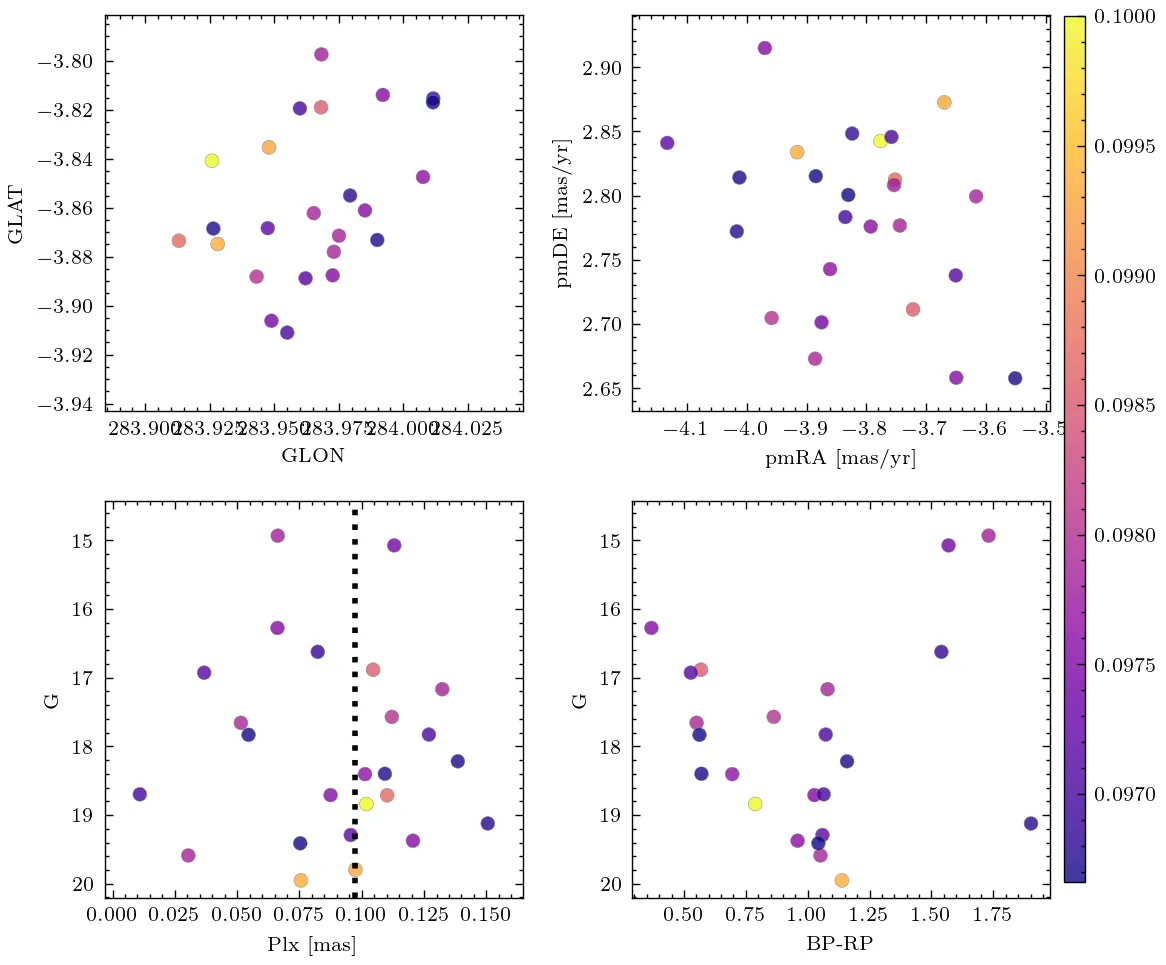 −3.80
−3.82
−3.84
−3.86
−3.88
−3.90
−3.92
−3.94
GLAT
283.900 283.925 283.950 283.975 284.000 284.025
GLON
2.90
2.85
2.80
2.75
2.70
2.65
pmDE [mas/yr]
−4.1 −4.0 −3.9 −3.8 −3.7 −3.6 −3.5
pmRA [mas/yr]
15
16
17
18
19
20
G
0.000 0.025 0.050 0.075 0.100 0.125 0.150
Plx [mas]
15
16
17
18
19
20
G
0.50 0.75 1.00 1.25 1.50 1.75
BP-RP
0.1000
0.0995
0.0990
0.0985
0.0980
0.0975
0.0970